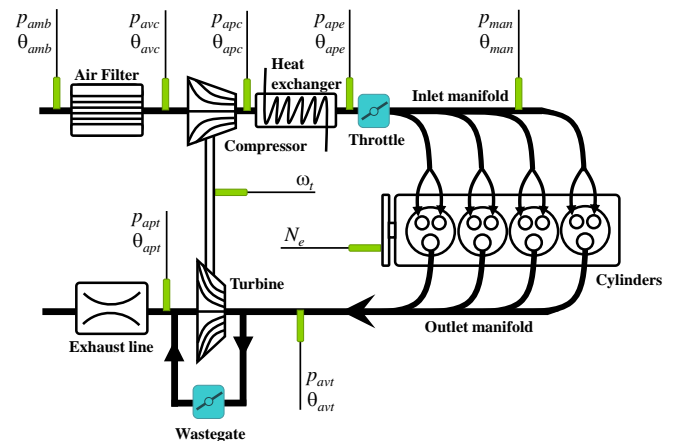 p_amb
θ_amb
p_avc
θ_avc
p_apc
θ_apc
p_ape
θ_ape
p_man
θ_man
Air Filter
Heat
exchanger
Inlet manifold
Compressor
Throttle
ω_t
N_e
p_apt
θ_apt
Turbine
Cylinders
Exhaust line
Outlet manifold
p_avt
θ_avt
Wastegate